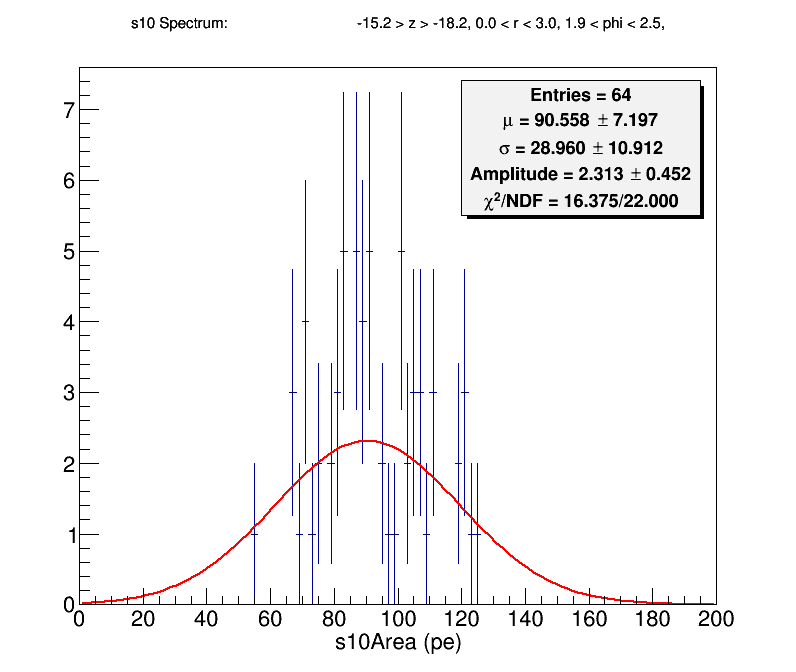 s10 Spectrum: -15.2 > z > -18.2, 0.0 < r < 3.0, 1.9 < phi < 2.5,
Entries = 64
μ = 90.558 ± 7.197
σ = 28.960 ± 10.912
Amplitude = 2.313 ± 0.452
χ²/NDF = 16.375/22.000
7
6
5
4
3
2
1
0
0 20 40 60 80 100 120 140 160 180 200
s10Area (pe)